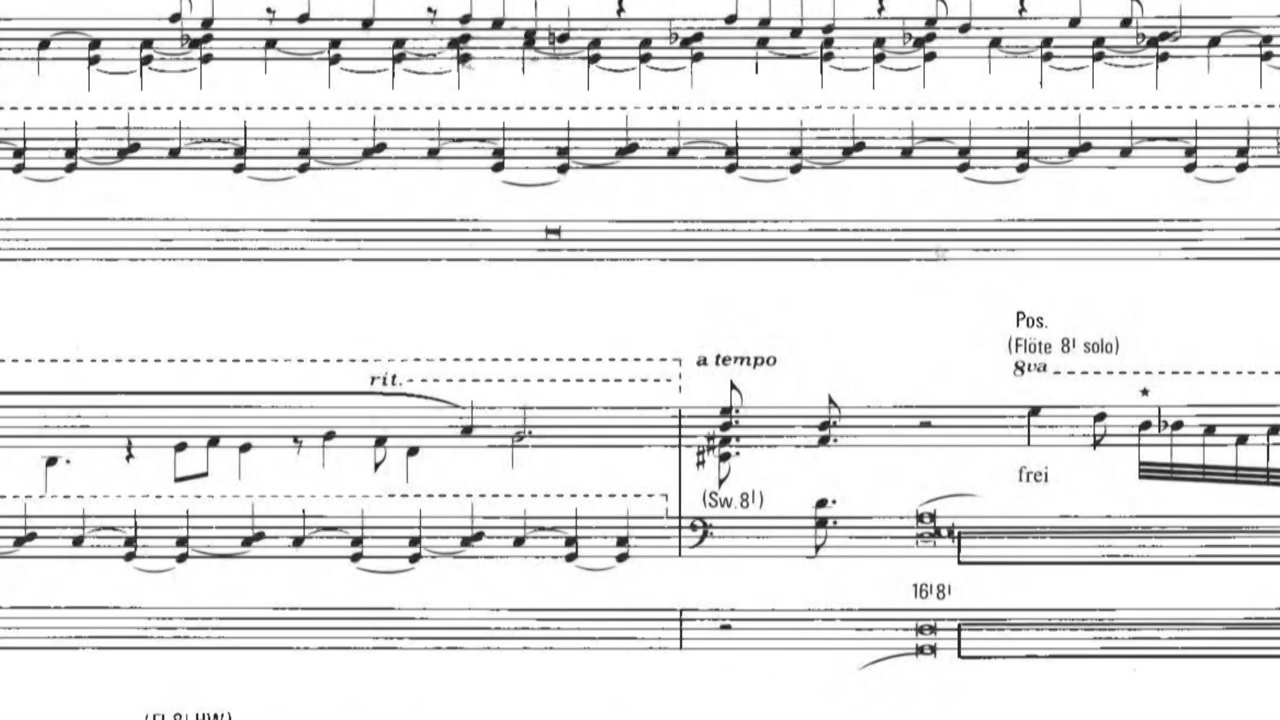 Pos.
(Flöte 8' solo)
8va
a tempo
rit.
frei
(Sw. 8')
16' 8'